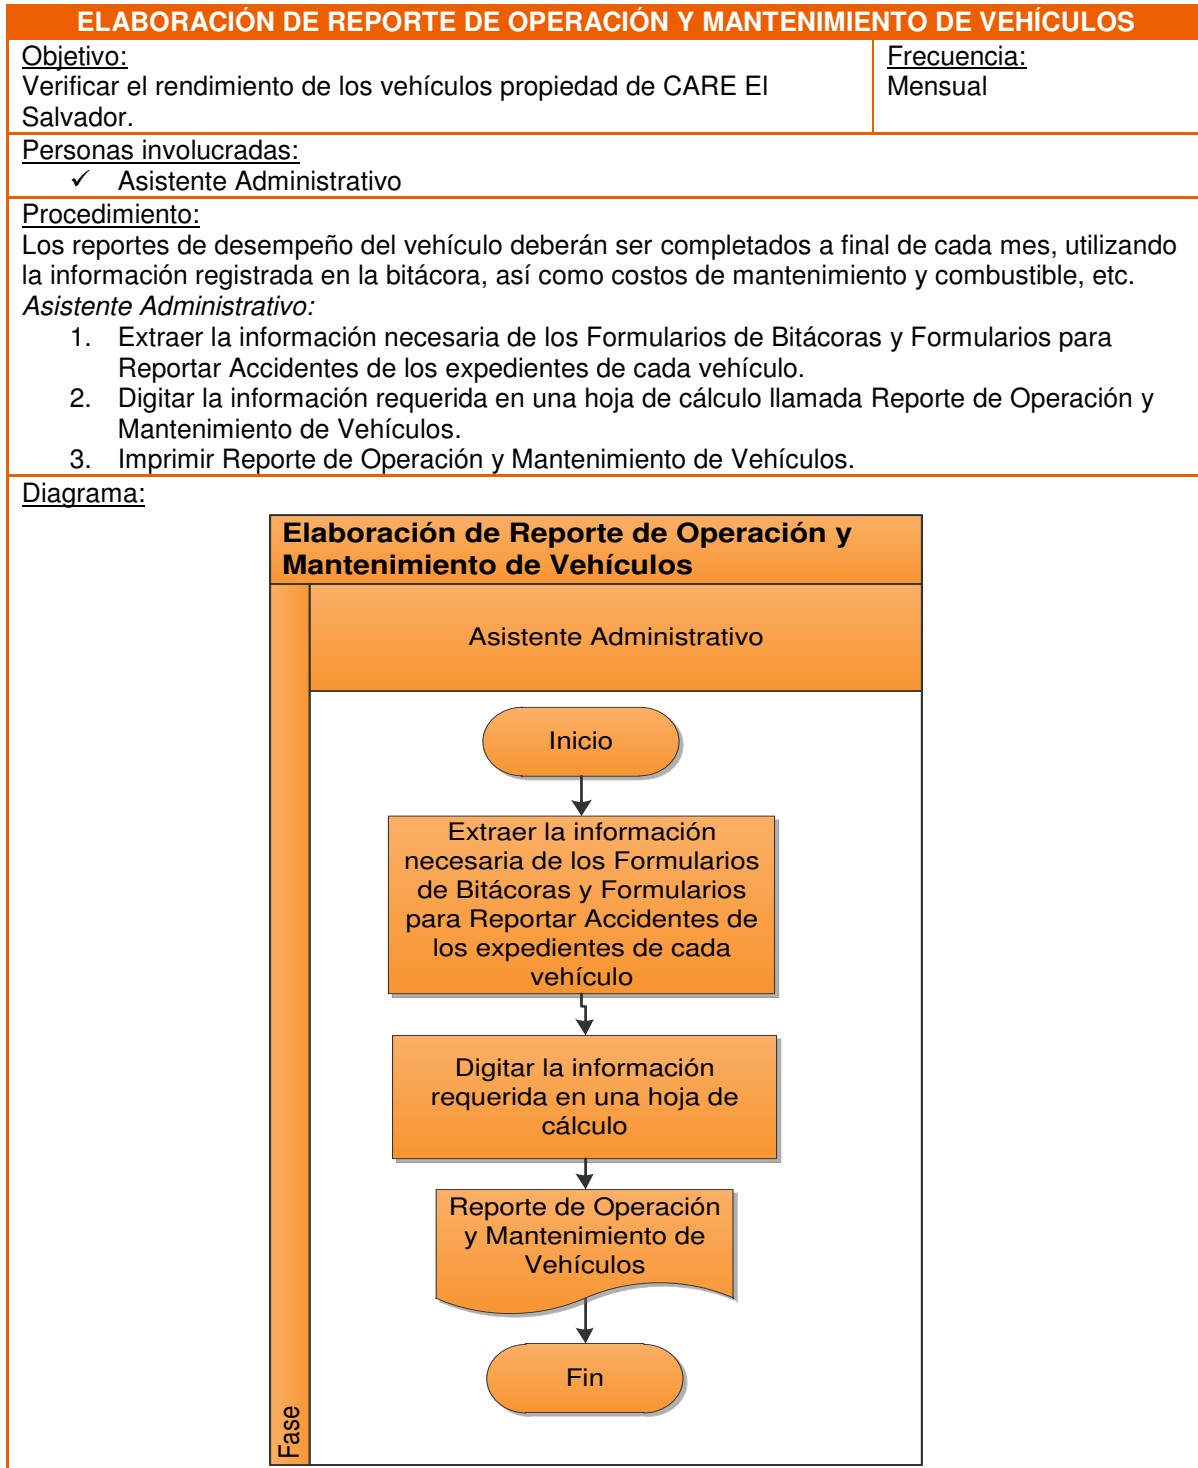 ELABORACIÓN DE REPORTE DE OPERACIÓN Y MANTENIMIENTO DE VEHÍCULOS
Objetivo:
Verificar el rendimiento de los vehículos propiedad de CARE El
Salvador.
Frecuencia:
Mensual
Personas involucradas:
✓ Asistente Administrativo
Procedimiento:
Los reportes de desempeño del vehículo deberán ser completados a final de cada mes, utilizando
la información registrada en la bitácora, así como costos de mantenimiento y combustible, etc.
Asistente Administrativo:
1. Extraer la información necesaria de los Formularios de Bitácoras y Formularios para
Reportar Accidentes de los expedientes de cada vehículo.
2. Digitar la información requerida en una hoja de cálculo llamada Reporte de Operación y
Mantenimiento de Vehículos.
3. Imprimir Reporte de Operación y Mantenimiento de Vehículos.
Diagrama:
Elaboración de Reporte de Operación y
Mantenimiento de Vehículos
Asistente Administrativo
Inicio
Extraer la información
necesaria de los Formularios
de Bitácoras y Formularios
para Reportar Accidentes de
los expedientes de cada
vehículo
Digitar la información
requerida en una hoja de
cálculo
Reporte de Operación
y Mantenimiento de
Vehículos
Fin
Fase